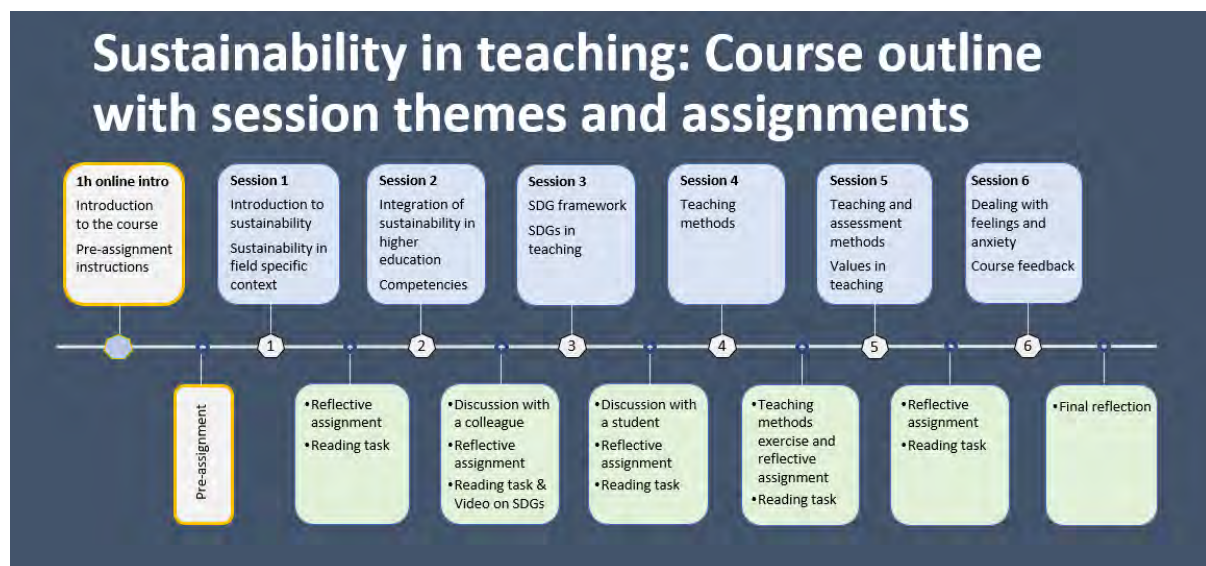 Sustainability in teaching: Course outline
with session themes and assignments
1h online intro
Introduction
to the course
Pre-assignment
instructions
Session 1
Introduction to
sustainability
Sustainability in
field specific
context
Session 2
Integration of
sustainability in
higher
education
Competencies
Session 3
SDG framework
SDGs in
teaching
Session 4
Teaching
methods
Session 5
Teaching and
assessment
methods
Values in
teaching
Session 6
Dealing with
feelings and
anxiety
Course feedback
1
2
3
4
5
6
Pre-assignment
•Reflective
assignment
•Reading task
•Discussion with
a colleague
•Reflective
assignment
•Reading task &
Video on SDGs
•Discussion with
a student
•Reflective
assignment
•Reading task
•Teaching
methods
exercise and
reflective
assignment
•Reading task
•Reflective
assignment
•Reading task
•Final reflection